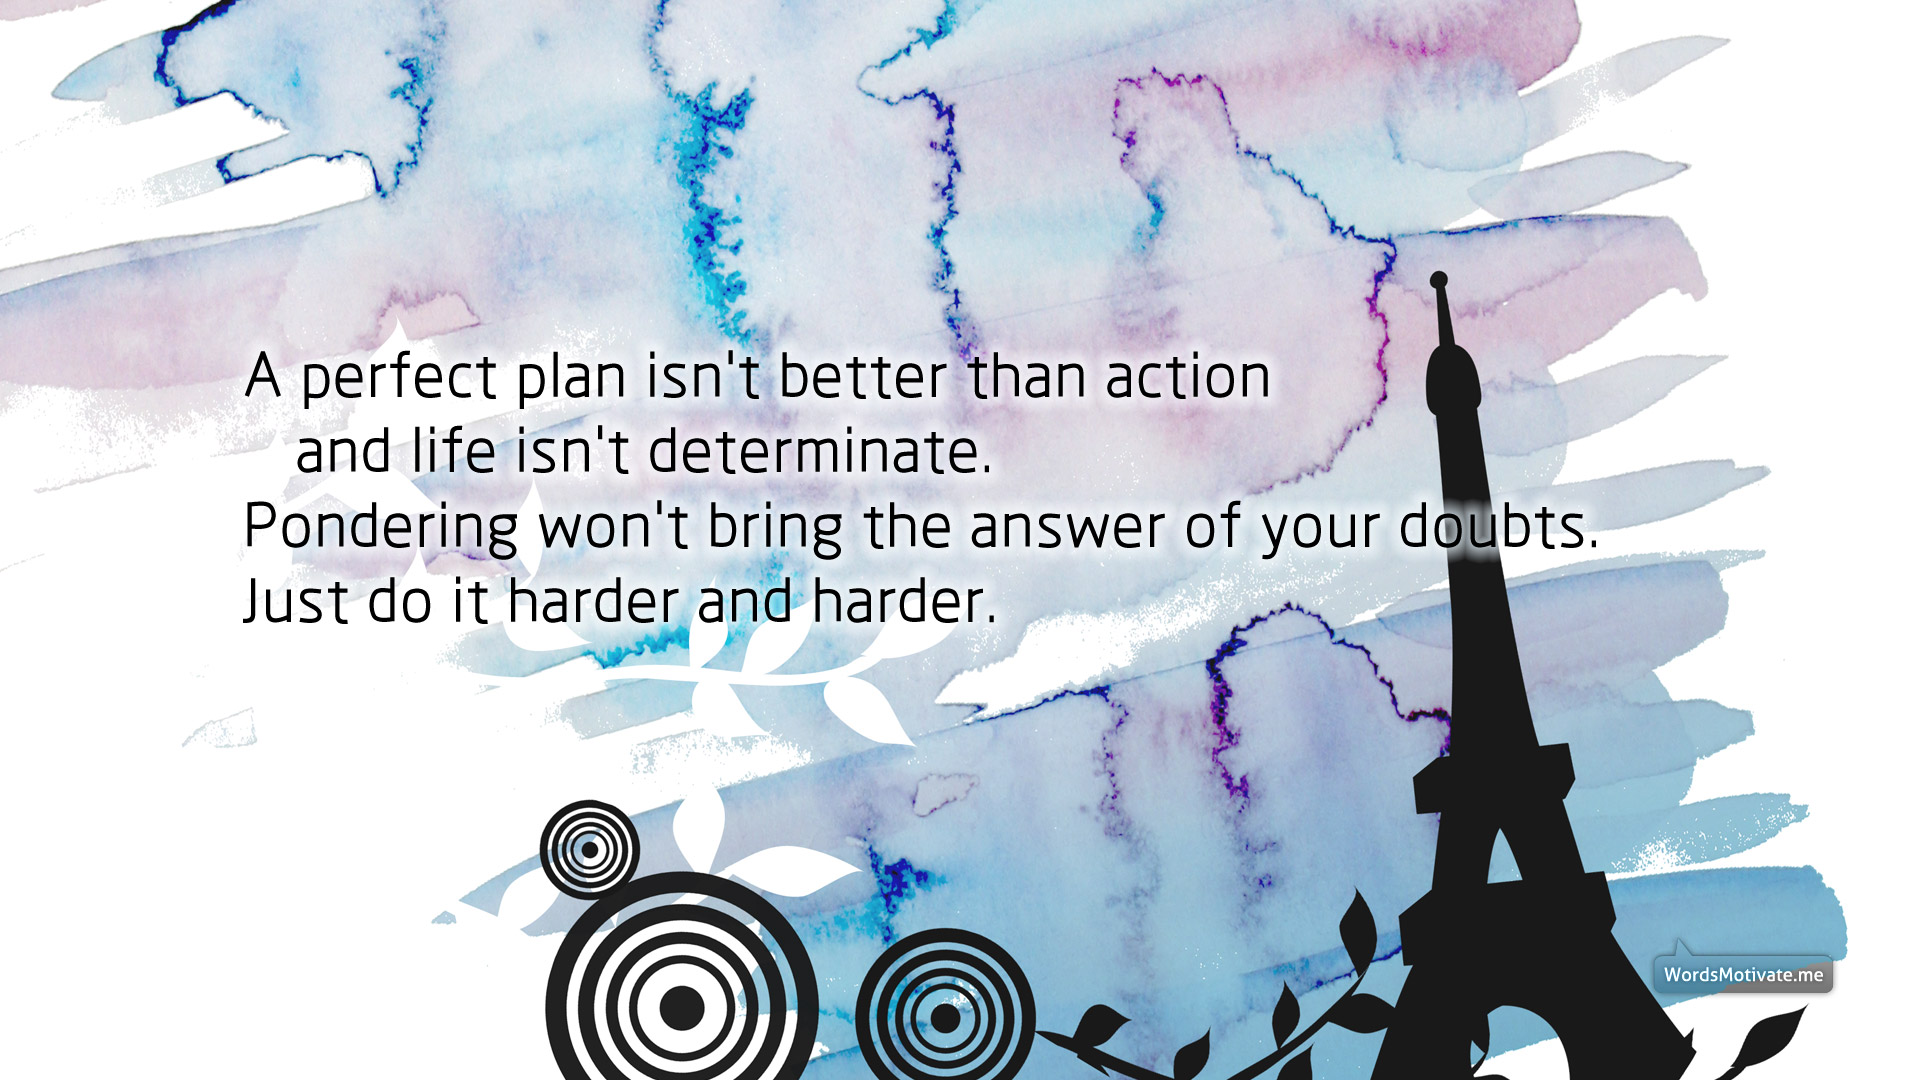 A perfect plan isn't better than action
and life isn't determinate.
Pondering won't bring the answer of your doubts.
Just do it harder and harder.
WordsMotivate.me